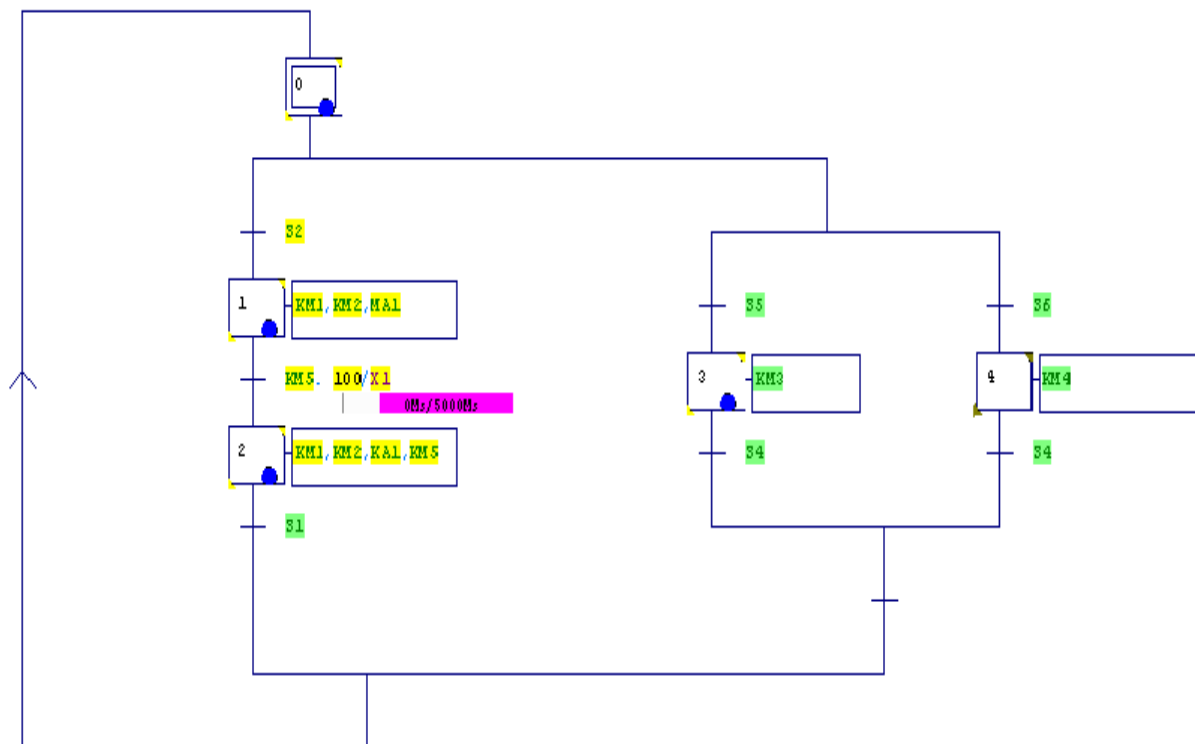 0
S2
1 KM1,KM2,MA1
S5 S6
KM5. 100/X1
3 KM3 4 KM4
0Ms/5000Ms
2 KM1,KM2,KA1,KM5
S4 S4
S1